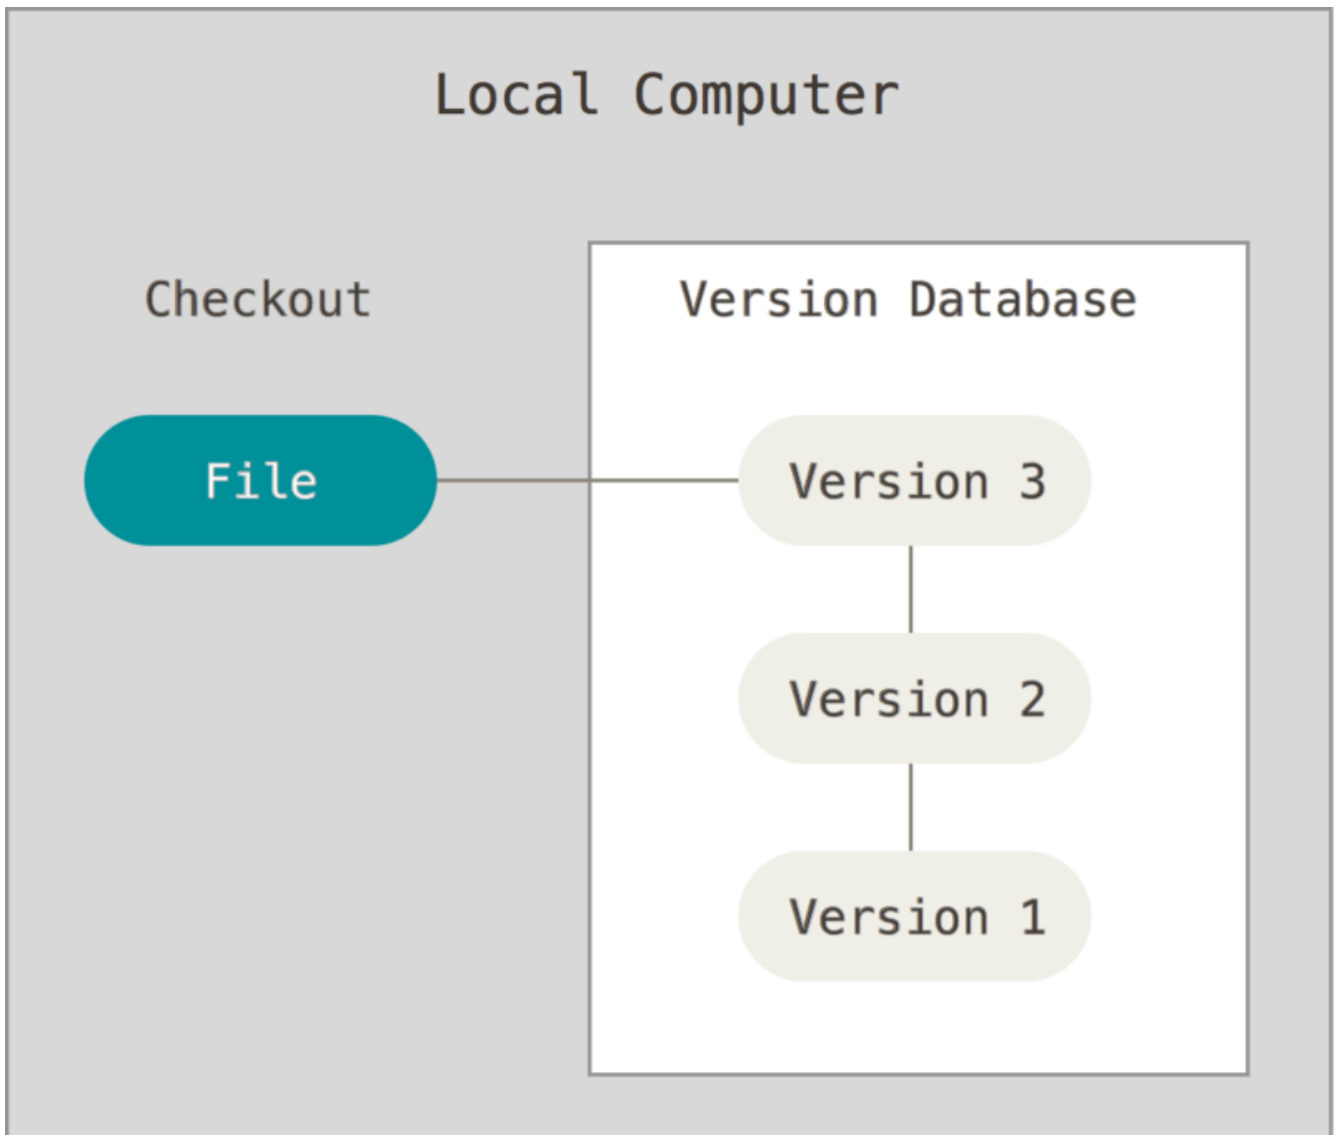 Local Computer
Checkout
Version Database
File
Version 3
Version 2
Version 1